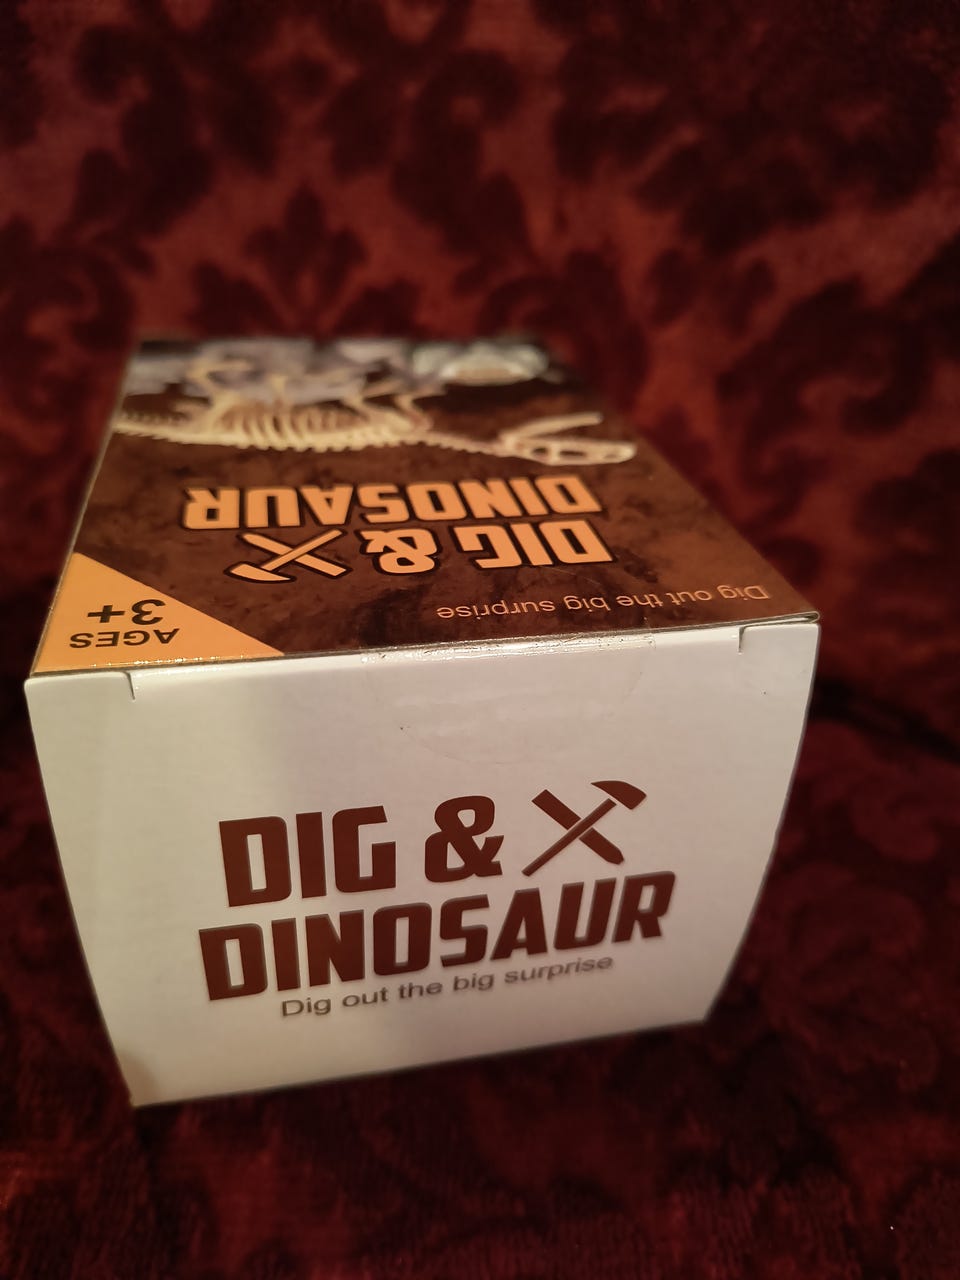 DIG &
DINOSAUR
Dig out the big surprise
Dig out the big surprise
DIG &
DINOSAUR
AGES
3+